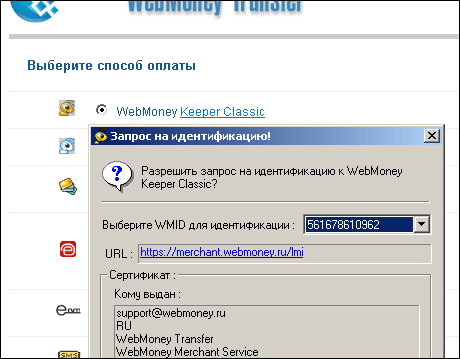 WebMoney Transfer
Выберите способ оплаты
WebMoney Keeper Classic
Запрос на идентификацию!
Разрешить запрос на идентификацию к WebMoney
Keeper Classic?
Выберите WMID для идентификации :
561678610962
URL :
https://merchant.webmoney.ru/lmi
Сертификат :
Кому выдан :
support@webmoney.ru
RU
WebMoney Transfer
WebMoney Merchant Service
SMS